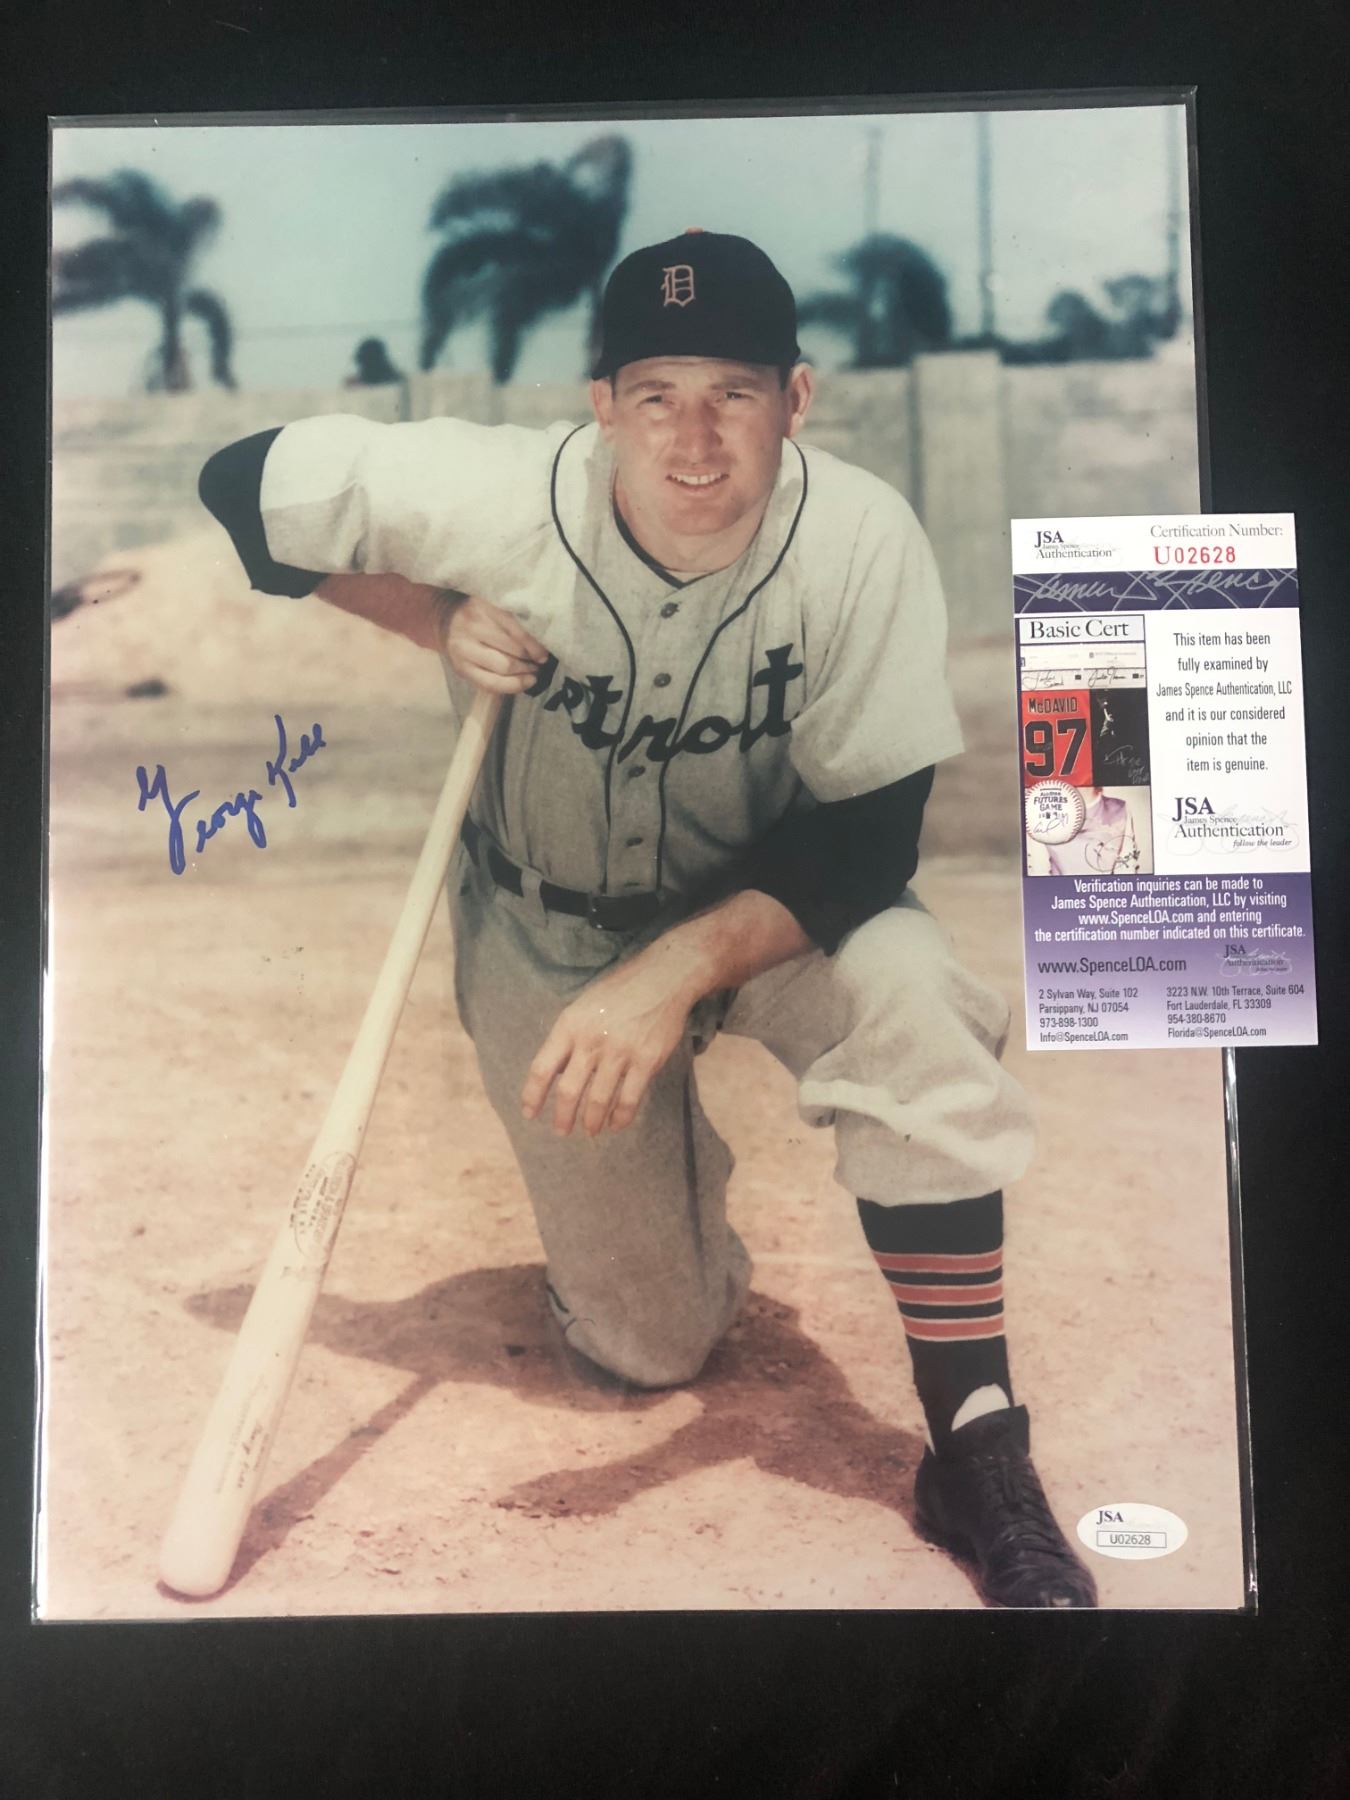 D
Detroit
George Kell
JSA
James Spence
Authentication
Certification Number:
U02628
Basic Cert
McDAVID
97
FUTURES
GAME
This item has been
fully examined by
James Spence Authentication, LLC
and it is our considered
opinion that the
item is genuine.
JSA
James Spence
Authentication
follow the leader
Verification inquiries can be made to
James Spence Authentication, LLC by visiting
www.SpenceLOA.com and entering
the certification number indicated on this certificate.
JSA
Authentication
www.SpenceLOA.com
2 Sylvan Way, Suite 102
Parsippany, NJ 07054
973-898-1300
Info@SpenceLOA.com
3223 N.W. 10th Terrace, Suite 604
Fort Lauderdale, FL 33309
954-380-8670
Florida@SpenceLOA.com
JSA
U02628